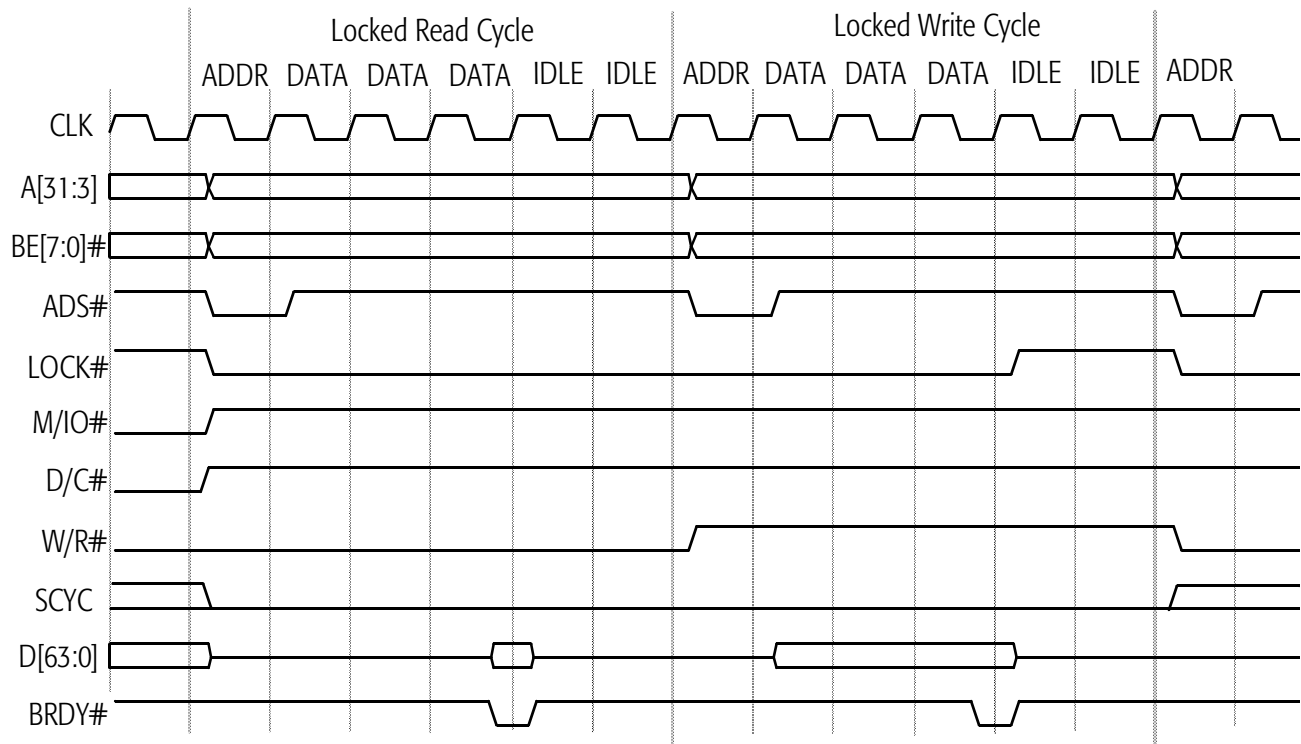 Locked Read Cycle Locked Write Cycle
ADDR DATA DATA DATA IDLE IDLE ADDR DATA DATA DATA IDLE IDLE ADDR
CLK
A[31:3]
BE[7:0]#
ADS#
LOCK#
M/IO#
D/C#
W/R#
SCYC
D[63:0]
BRDY#